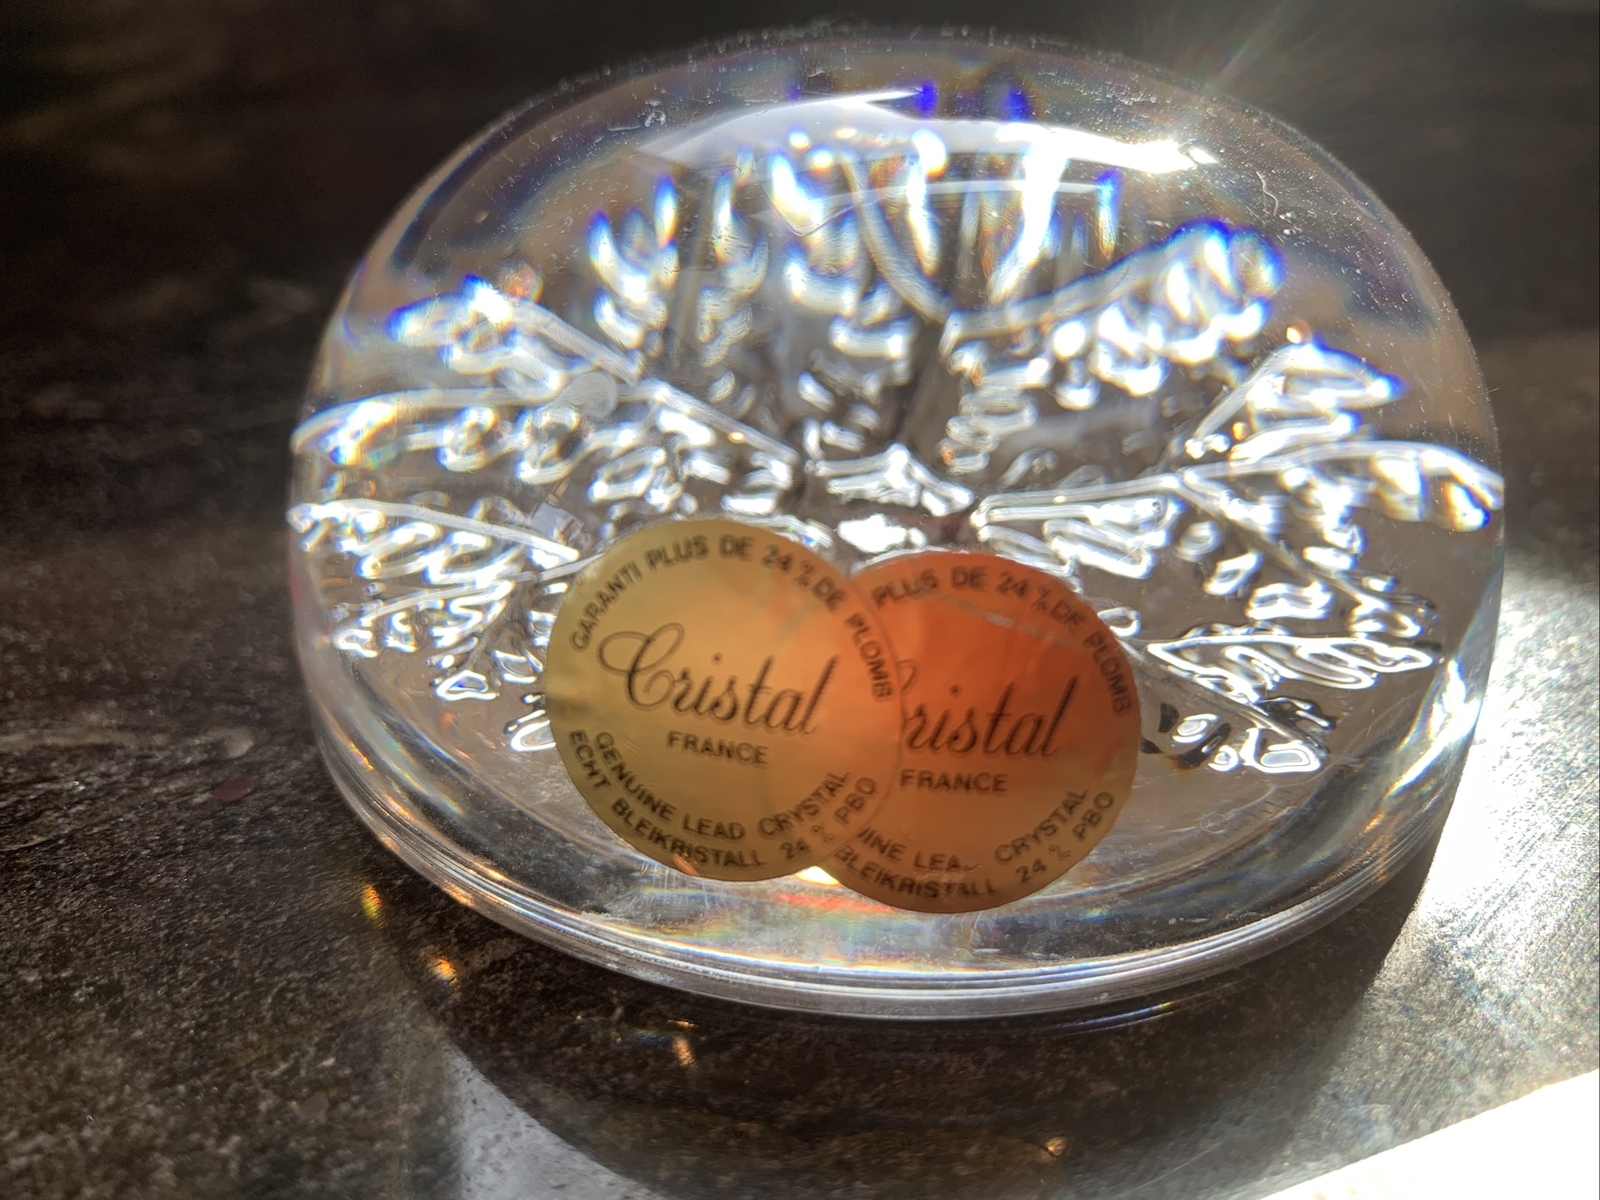 GARANTI PLUS DE 24 % DE PLOMB
Cristal
FRANCE
GENUINE LEAD CRYSTAL
ECHT BLEIKRISTALL 24 % PBO
PLUS DE 24 % DE PLOMB
ristal
FRANCE
INE LEA CRYSTAL
BLEIKRISTALL 24 % PBO